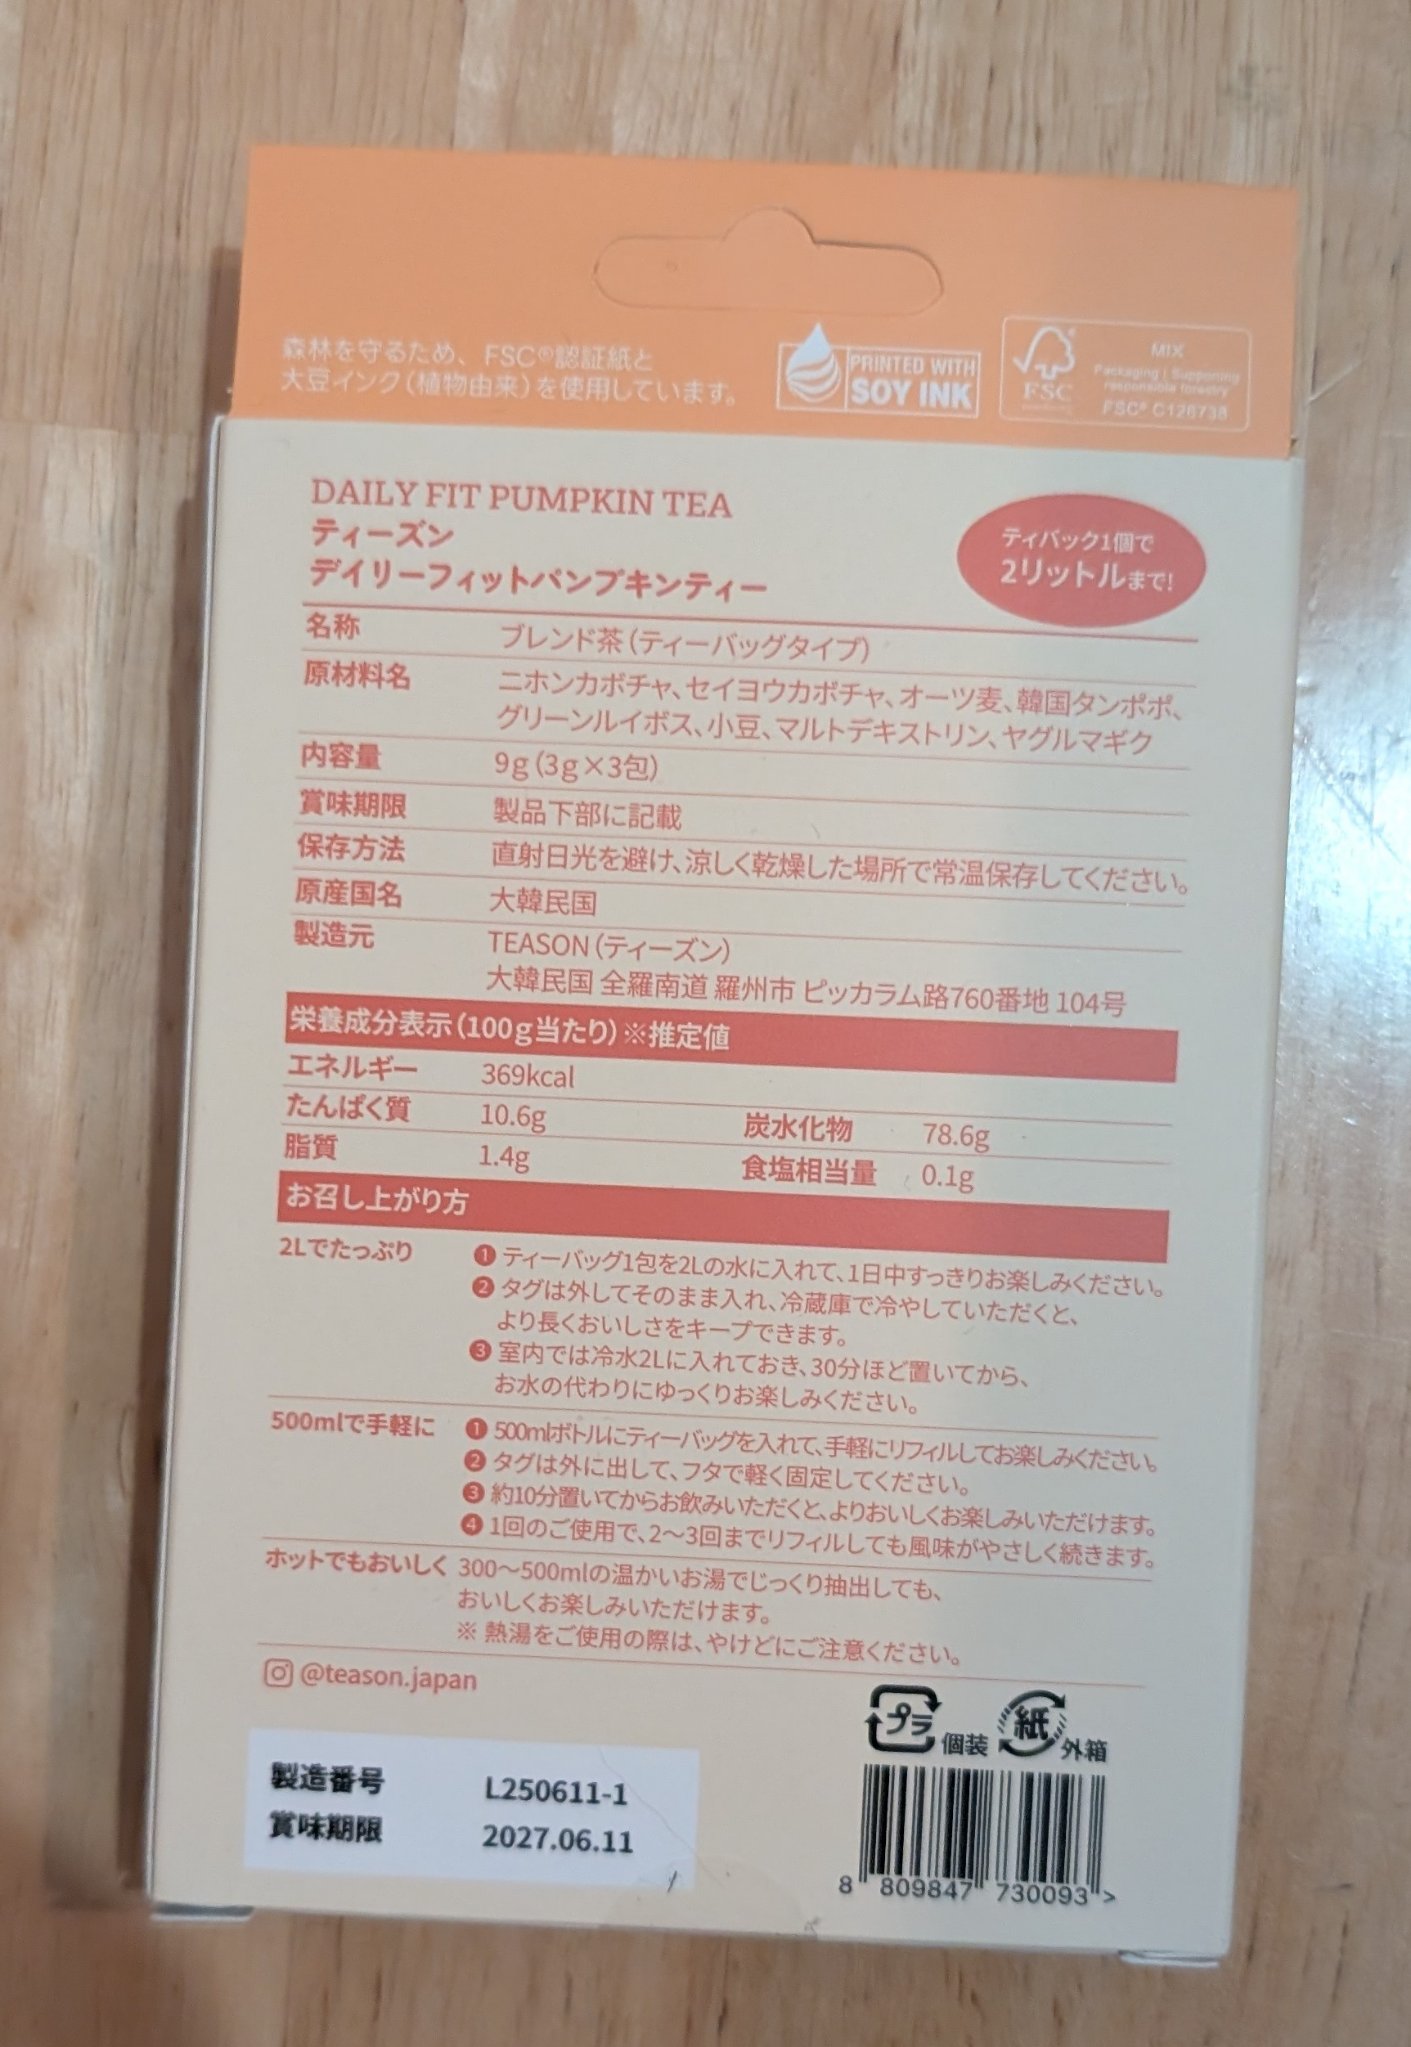 森林を守るため、FSC®認証紙と
大豆インク（植物由来）を使用しています。
PRINTED WITH
SOY INK
FSC
MIX
Packaging | Supporting
responsible forestry
FSC® C126738
DAILY FIT PUMPKIN TEA
ティーズン
デイリーフィットパンプキンティー
ティバック1個で
2リットルまで!
名称 ブレンド茶（ティーバッグタイプ）
原材料名 ニホンカボチャ、セイヨウカボチャ、オーツ麦、韓国タンポポ、
グリーンルイボス、小豆、マルトデキストリン、ヤグルマギク
内容量 9g（3g×3包）
賞味期限 製品下部に記載
保存方法 直射日光を避け、涼しく乾燥した場所で常温保存してください。
原産国名 大韓民国
製造元 TEASON（ティーズン）
大韓民国 全羅南道 羅州市 ピッカラム路760番地 104号
栄養成分表示（100g当たり）※推定値
エネルギー 369kcal
たんぱく質 10.6g 炭水化物 78.6g
脂質 1.4g 食塩相当量 0.1g
お召し上がり方
2Lでたっぷり ❶ ティーバッグ1包を2Lの水に入れて、1日中すっきりお楽しみください。
❷ タグは外してそのまま入れ、冷蔵庫で冷やしていただくと、
より長くおいしさをキープできます。
❸ 室内では冷水2Lに入れておき、30分ほど置いてから、
お水の代わりにゆっくりお楽しみください。
500mlで手軽に ❶ 500mlボトルにティーバッグを入れて、手軽にリフィルしてお楽しみください。
❷ タグは外に出して、フタで軽く固定してください。
❸ 約10分置いてからお飲みいただくと、よりおいしくお楽しみいただけます。
❹ 1回のご使用で、2〜3回までリフィルしても風味がやさしく続きます。
ホットでもおいしく 300〜500mlの温かいお湯でじっくり抽出しても、
おいしくお楽しみいただけます。
※ 熱湯をご使用の際は、やけどにご注意ください。
@teason.japan
プラ 個装 紙 外箱
製造番号 L250611-1
賞味期限 2027.06.11
8 809847 730093 >